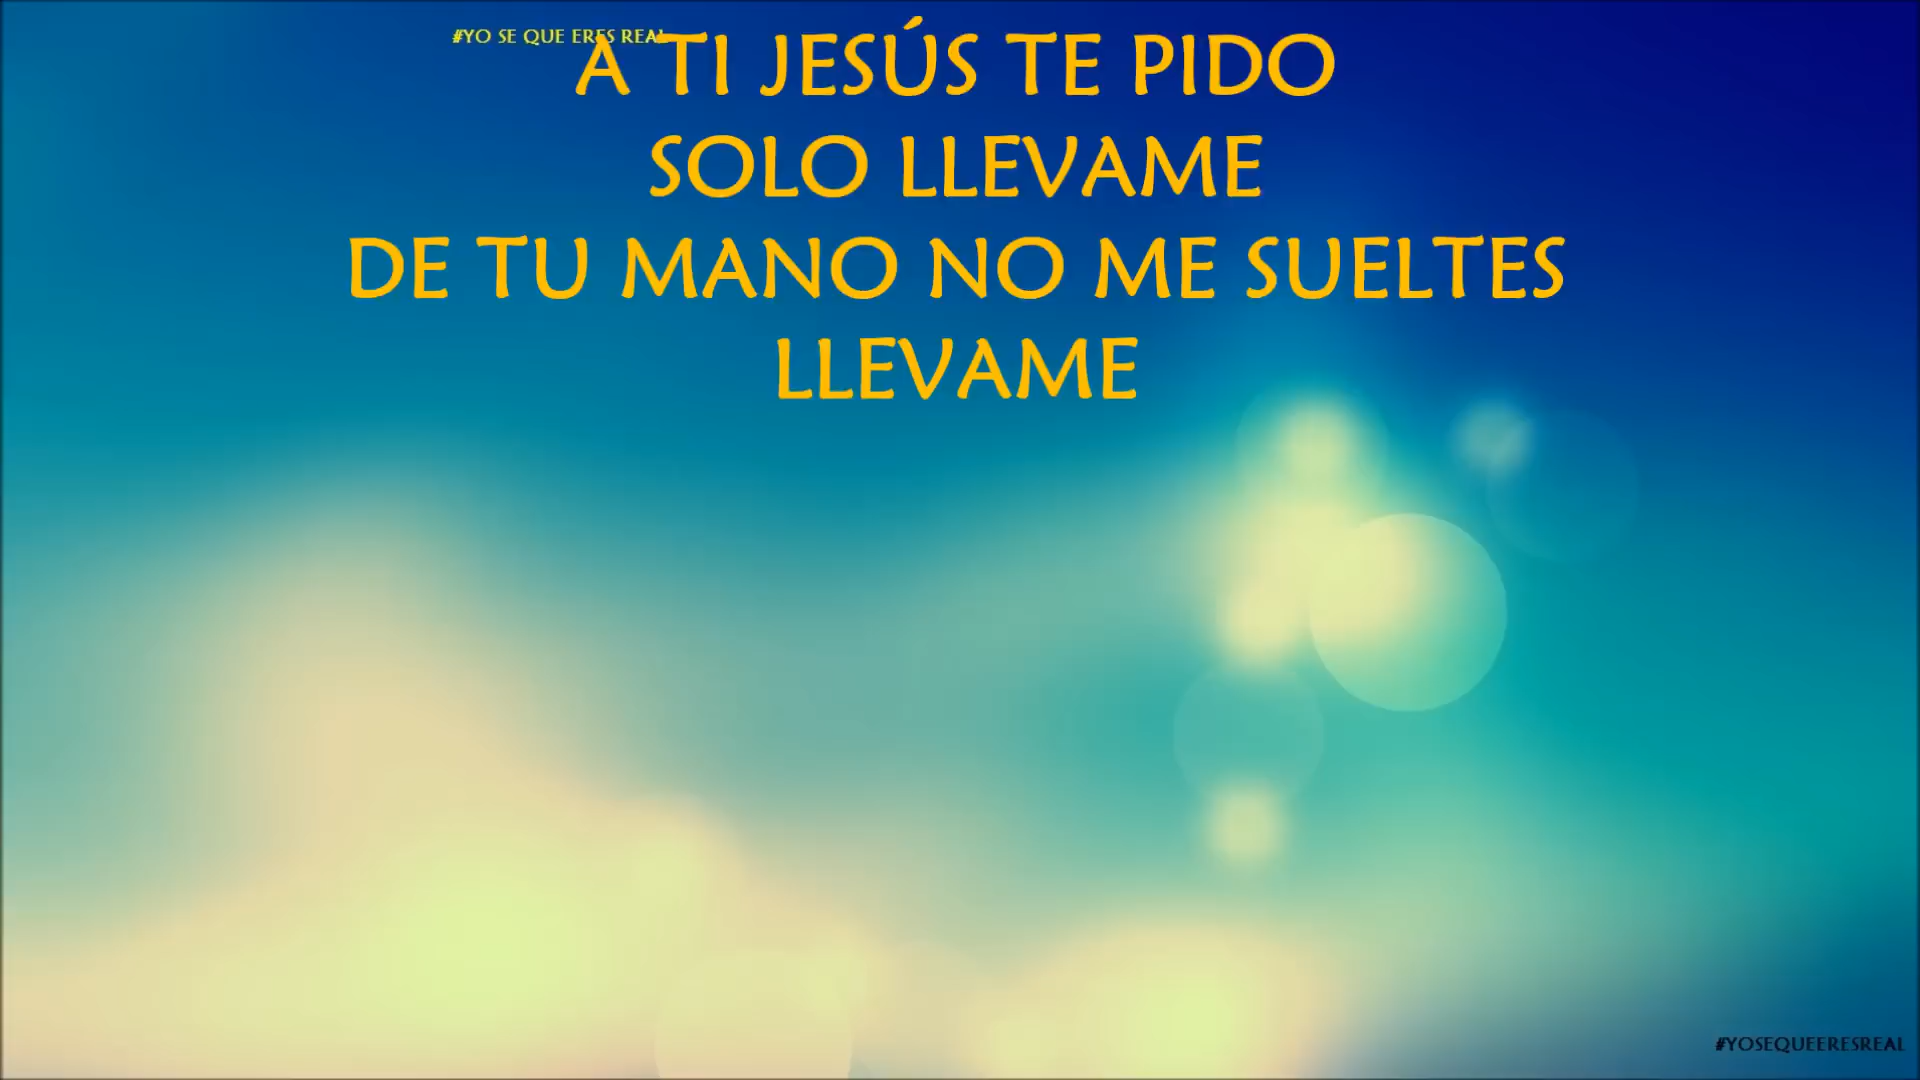 #YO SE QUE ERES REAL
A TI JESÚS TE PIDO
SOLO LLEVAME
DE TU MANO NO ME SUELTES
LLEVAME
#YOSEQUEERESREAL